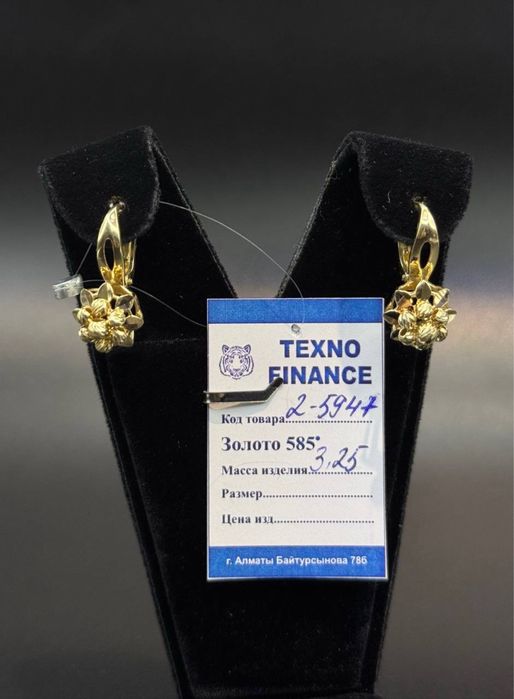 TEXNO
FINANCE
Код товара 2-5947
Золото 585°
Масса изделия 3,25
Размер
Цена изд
г. Алматы Байтурсынова 78б